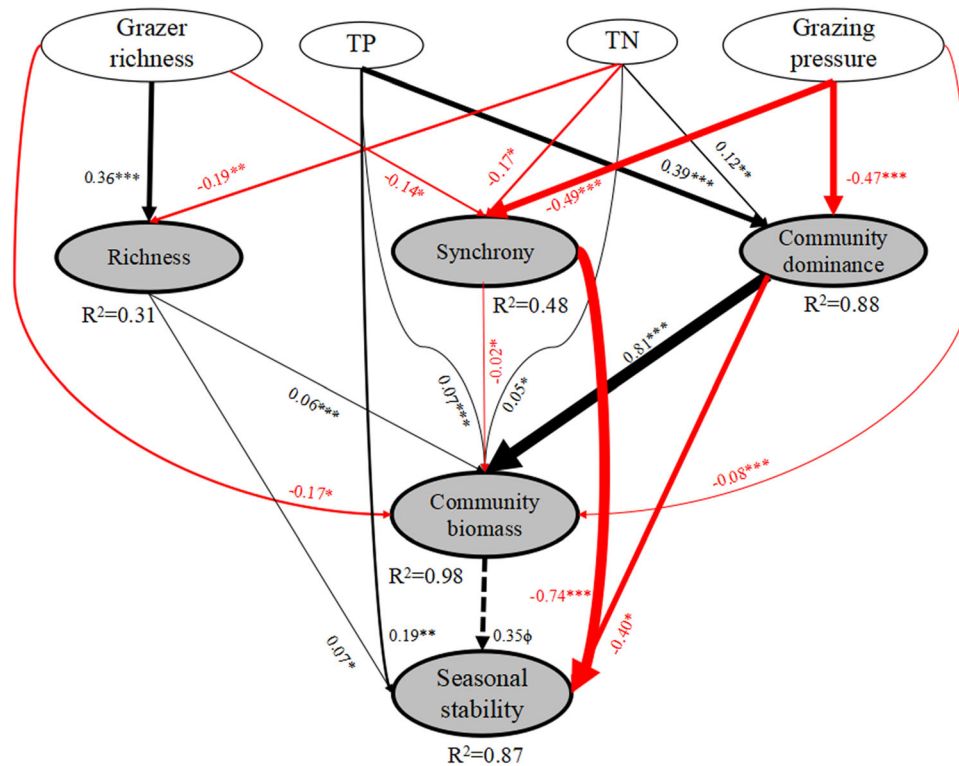 Grazer
richness
TP
TN
Grazing
pressure
0.36***
-0.19**
-0.14*
-0.17*
-0.49***
0.39***
0.12**
-0.47***
Richness
R²=0.31
Synchrony
R²=0.48
Community
dominance
R²=0.88
0.06***
0.07***
-0.02*
0.05*
0.81***
-0.08***
-0.17*
Community
biomass
R²=0.98
0.07*
0.19**
0.35ϕ
-0.74***
-0.40*
Seasonal
stability
R²=0.87